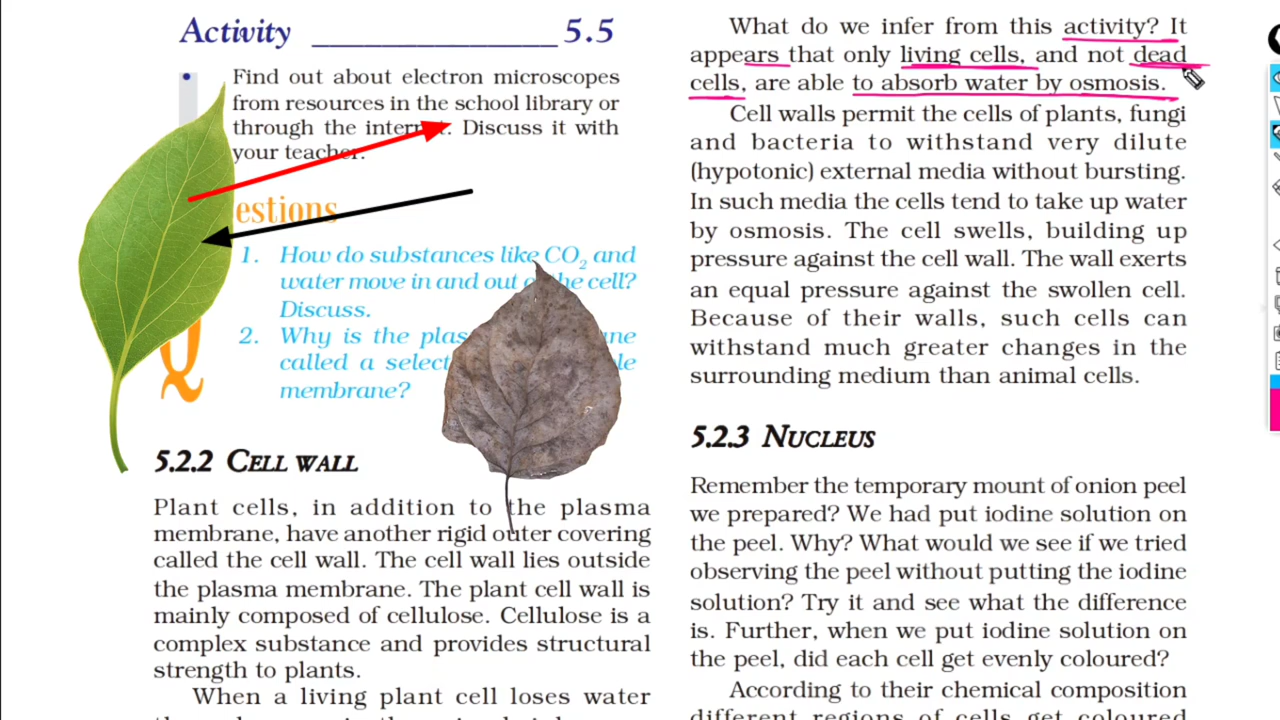 Activity ______________ 5.5
• Find out about electron microscopes
from resources in the school library or
through the internet. Discuss it with
your teacher.
Q
estions
1. How do substances like CO₂ and
water move in and out of the cell?
Discuss.
2. Why is the
called a
membrane?
5.2.2 CELL WALL
Plant cells, in addition to the plasma
membrane, have another rigid outer covering
called the cell wall. The cell wall lies outside
the plasma membrane. The plant cell wall is
mainly composed of cellulose. Cellulose is a
complex substance and provides structural
strength to plants.
When a living plant cell loses water
What do we infer from this activity? It
appears that only living cells, and not dead
cells, are able to absorb water by osmosis.
Cell walls permit the cells of plants, fungi
and bacteria to withstand very dilute
(hypotonic) external media without bursting.
In such media the cells tend to take up water
by osmosis. The cell swells, building up
pressure against the cell wall. The wall exerts
an equal pressure against the swollen cell.
Because of their walls, such cells can
withstand much greater changes in the
surrounding medium than animal cells.
5.2.3 NUCLEUS
Remember the temporary mount of onion peel
we prepared? We had put iodine solution on
the peel. Why? What would we see if we tried
observing the peel without putting the iodine
solution? Try it and see what the difference
is. Further, when we put iodine solution on
the peel, did each cell get evenly coloured?
According to their chemical composition
different regions of cells get coloured